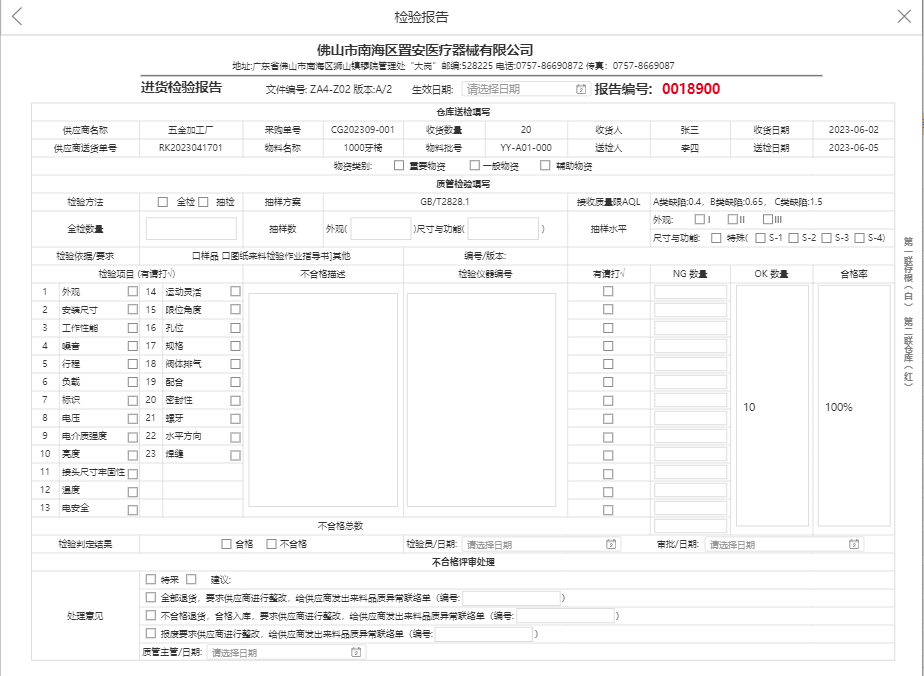 检验报告
佛山市南海区置安医疗器械有限公司
地址:广东省佛山市南海区狮山镇穆院管理处“大岗”邮编:528225 电话:0757-86690872 传真: 0757-8669087
进货检验报告 文件编号: ZA4-Z02 版本:A/2 生效日期: 请选择日期 报告编号: 0018900
仓库送检填写
供应商名称 五金加工厂 采购单号 CG202309-001 收货数量 20 收货人 张三 收货日期 2023-06-02
供应商送货单号 RK2023041701 物料名称 1000牙椅 物料批号 YY-A01-000 送检人 李四 送检日期 2023-06-05
物资类别: 重要物资 一般物资 辅助物资
质管检验填写
检验方法 全检 抽检 抽样方案 GB/T2828.1 接收质量限AQL A类缺陷:0.4, B类缺陷:0.65, C类缺陷:1.5
全检数量 抽样数 外观( )尺寸与功能( ) 抽样水平 外观: I II III
尺寸与功能: 特殊( S-1 S-2 S-3 S-4)
检验依据/要求 口样品 口图纸来料检验作业指导书]其他 编号/版本:
检验项目 (有请打√) 不合格描述 检验仪器编号 有请打√ NG 数量 OK 数量 合格率
1 外观 14 运动灵活
2 安装尺寸 15 限位角度
3 工作性能 16 孔位
4 噪音 17 规格
5 行程 18 阀体排气
6 负载 19 配合
7 标识 20 密封性
8 电压 21 螺牙
9 电介质强度 22 水平方向
10 亮度 23 焊缝
11 接头尺寸牢固性
12 温度
13 电安全
10 100%
不合格总数
检验判定结果 合格 不合格 检验员/日期: 请选择日期 审批/日期: 请选择日期
不合格评审处理
处理意见
特采 建议:
全部退货, 要求供应商进行整改, 给供应商发出来料品质异常联络单 (编号: )
不合格退货, 合格入库, 要求供应商进行整改, 给供应商发出来料品质异常联络单 (编号: )
报废要求供应商进行整改, 给供应商发出来料品质异常联络单 (编号: )
质管主管/日期: 请选择日期
第一联存根(白) 第二联仓库(红)